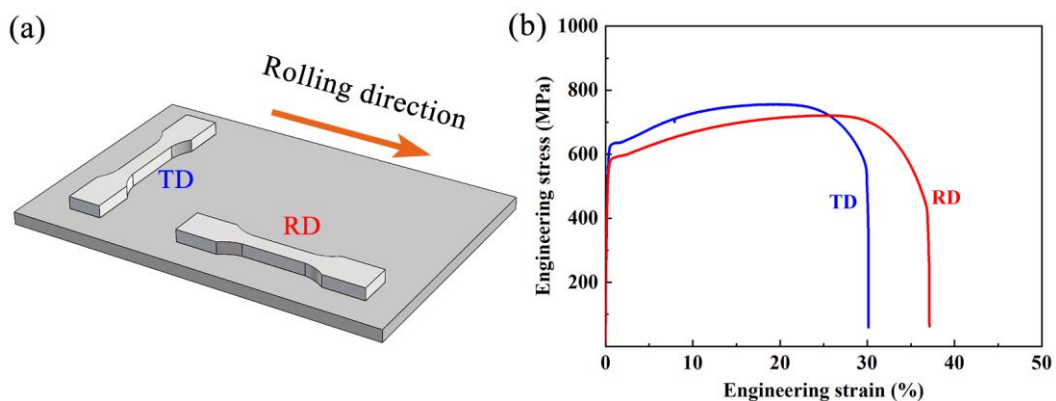 (a)
Rolling direction
TD
RD
(b)
Engineering stress (MPa)
1000
800
600
400
200
TD
RD
0
10
20
30
40
50
Engineering strain (%)